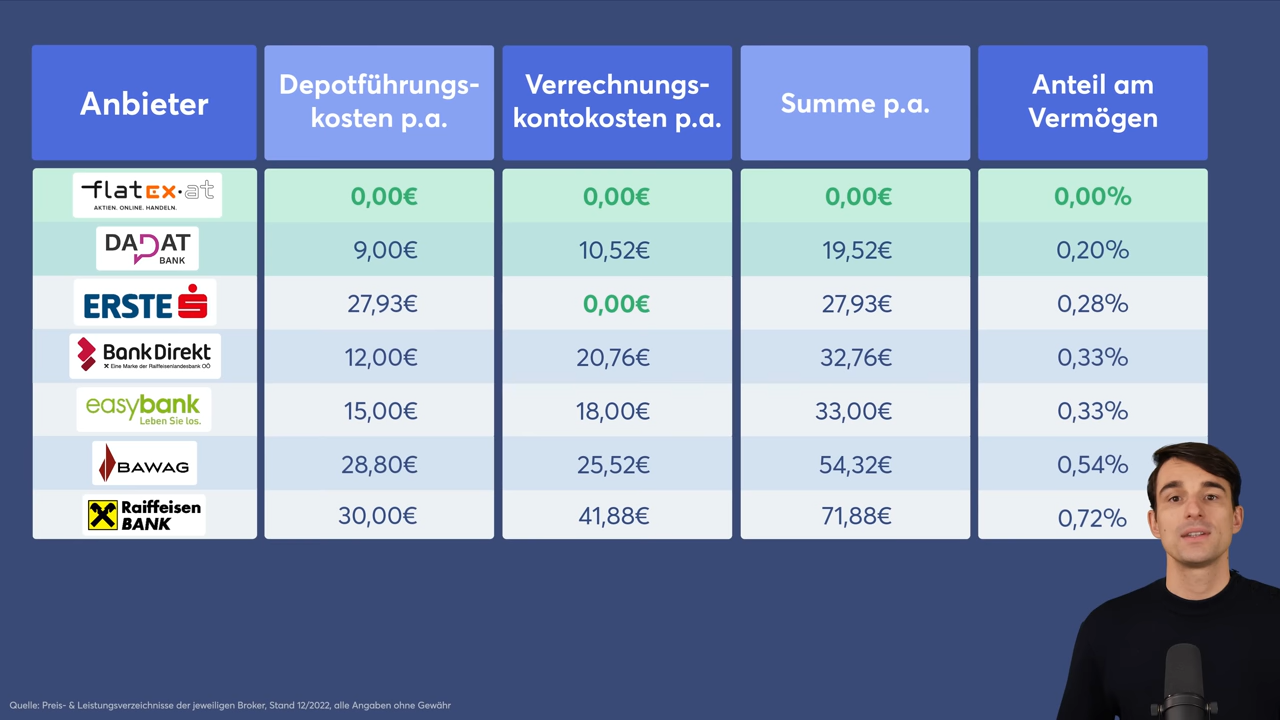 Anbieter
Depotführungs-
kosten p.a.
Verrechnungs-
kontokosten p.a.
Summe p.a.
Anteil am
Vermögen
flatex·at
AKTIEN. ONLINE. HANDELN.
0,00€
0,00€
0,00€
0,00%
DADAT
BANK
9,00€
10,52€
19,52€
0,20%
ERSTE
27,93€
0,00€
27,93€
0,28%
BankDirekt
Eine Marke der Raiffeisenlandesbank OÖ
12,00€
20,76€
32,76€
0,33%
easybank
Leben Sie los.
15,00€
18,00€
33,00€
0,33%
BAWAG
28,80€
25,52€
54,32€
0,54%
Raiffeisen
BANK
30,00€
41,88€
71,88€
0,72%
Quelle: Preis- & Leistungsverzeichnisse der jeweiligen Broker, Stand 12/2022, alle Angaben ohne Gewähr